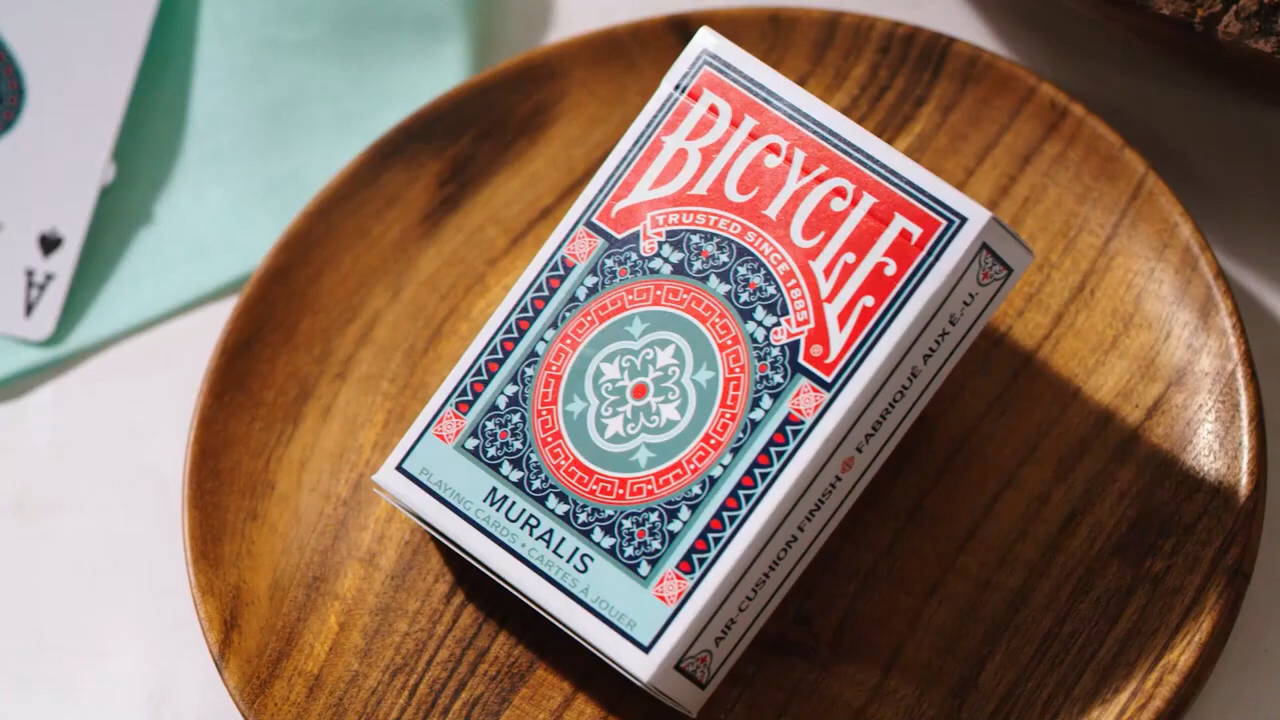 BICYCLE
®
TRUSTED SINCE 1885
MURALIS
PLAYING CARDS • CARTES À JOUER
AIR-CUSHION FINISH FABRIQUÉ AUX É.-U.
A